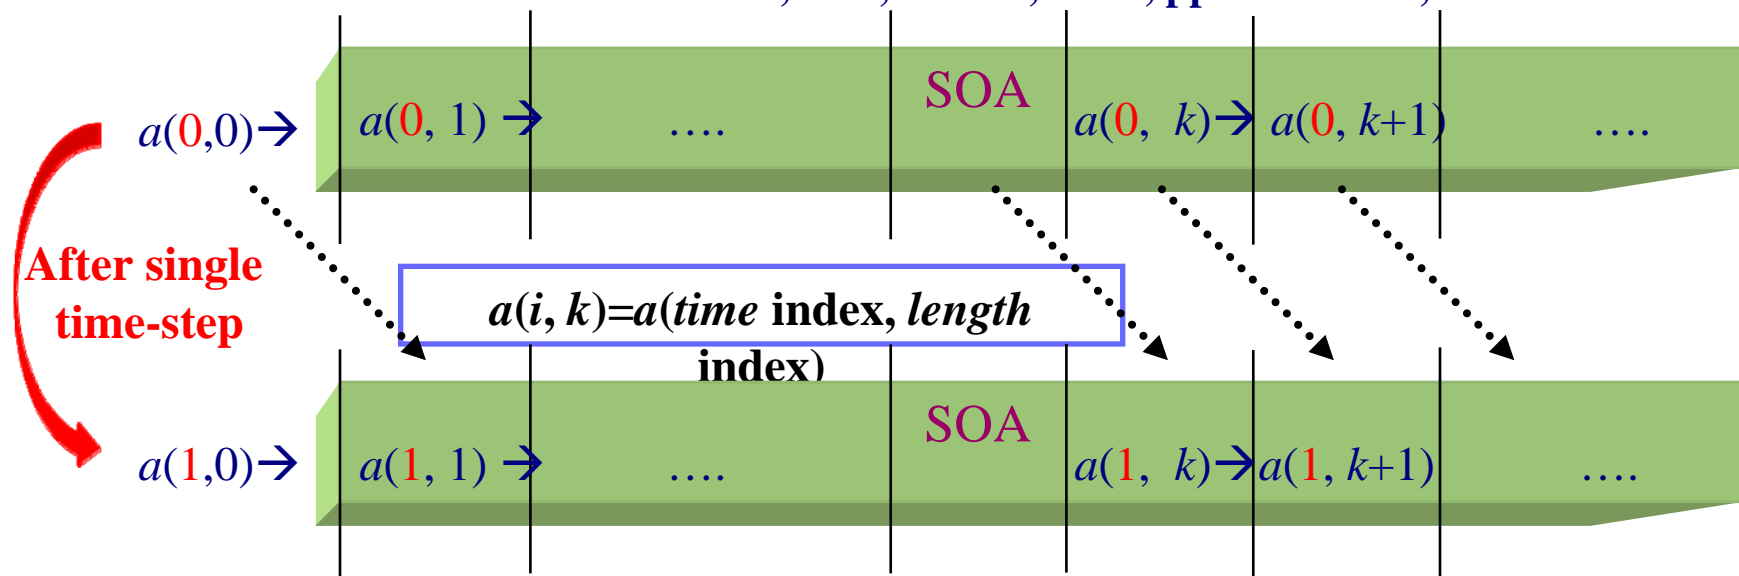 SOA
a(0,0)→ a(0, 1) → …. a(0, k)→ a(0, k+1) ….
After single
time-step
a(i, k)=a(time index, length
index)
SOA
a(1,0)→ a(1, 1) → …. a(1, k)→ a(1, k+1) ….